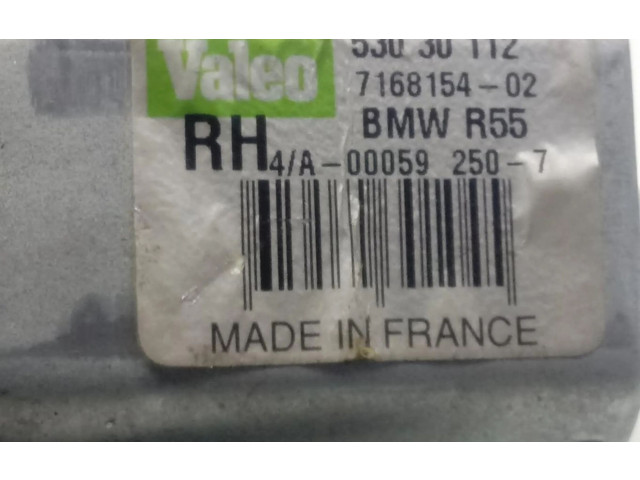 Valeo
530 30 112
7168154-02
BMW R55
RH
4/A-00059 250-7
MADE IN FRANCE